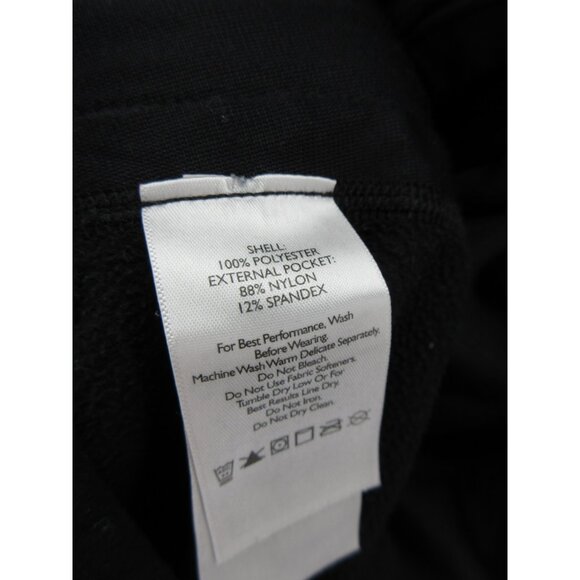 SHELL:
100% POLYESTER
EXTERNAL POCKET:
88% NYLON
12% SPANDEX
For Best Performance, Wash
Before Wearing.
Machine Wash Warm Delicate Separately.
Do Not Bleach.
Do Not Use Fabric Softeners.
Tumble Dry Low Or For
Best Results Line Dry.
Do Not Iron.
Do Not Dry Clean.